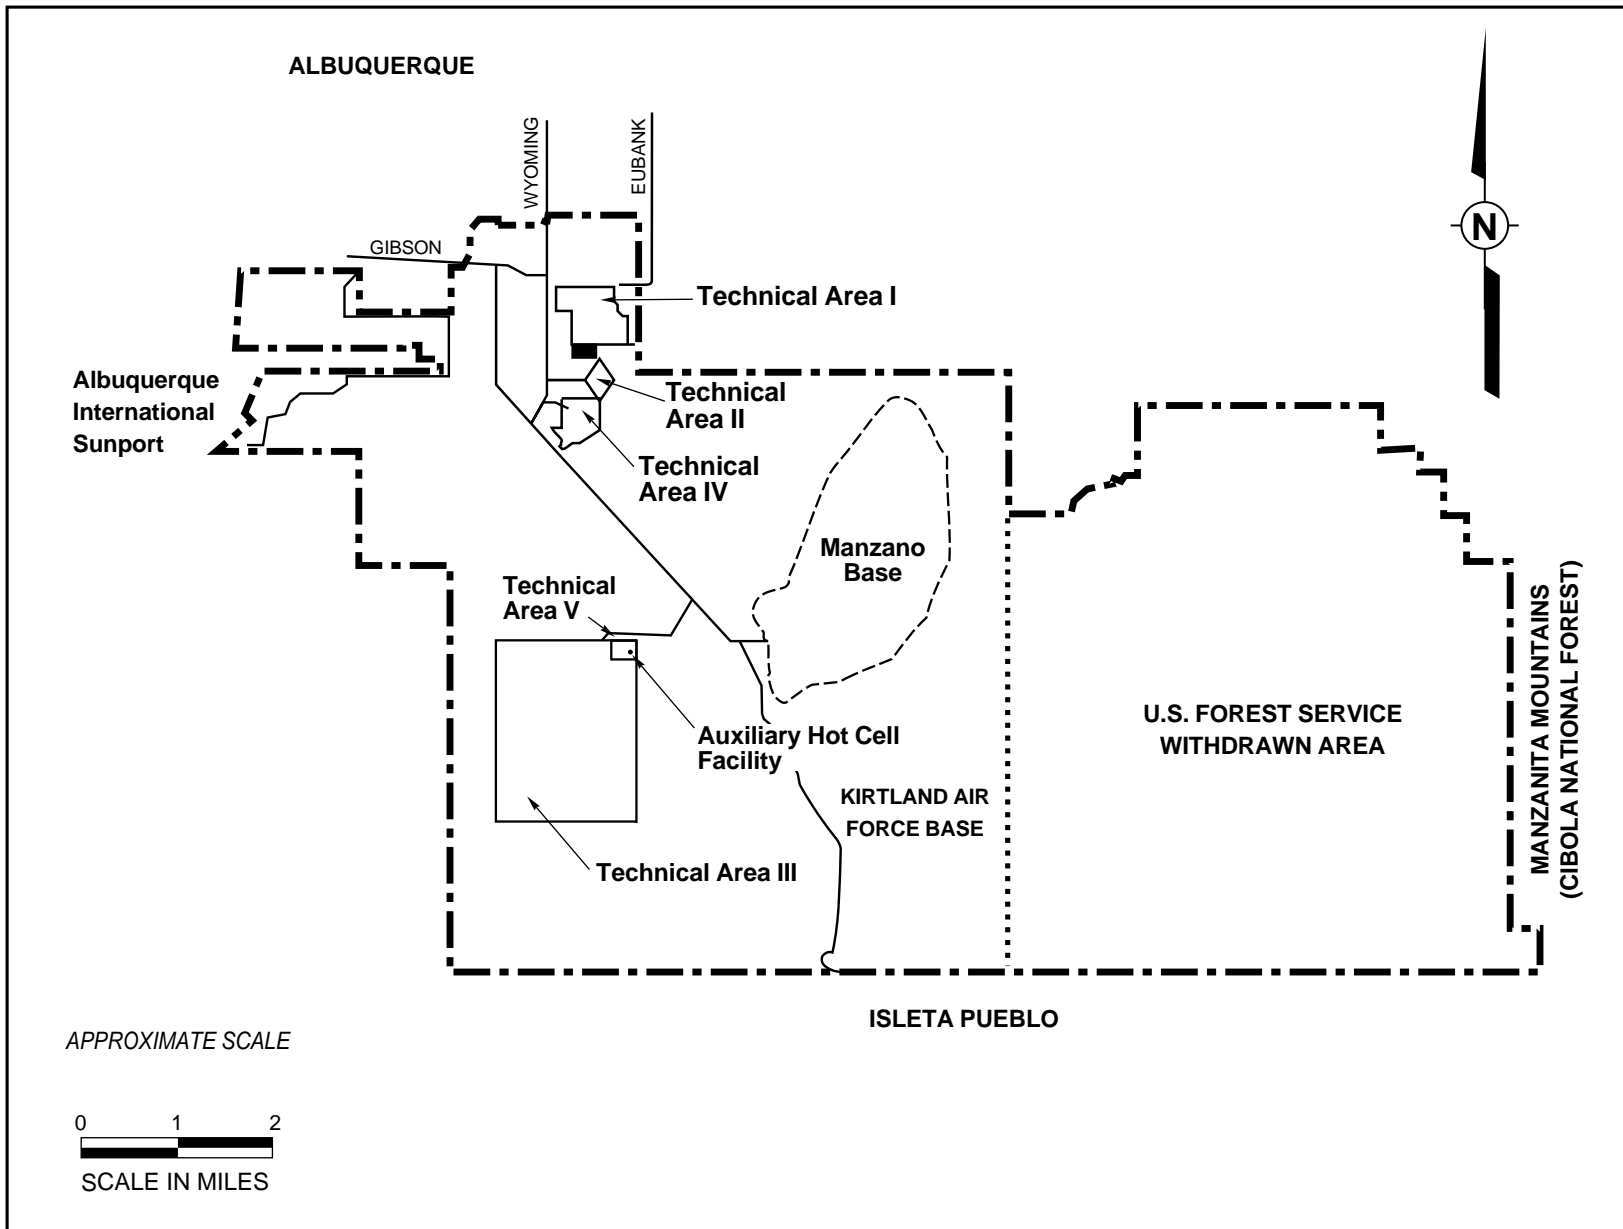 ALBUQUERQUE
WYOMING
EUBANK
GIBSON
N
Technical Area I
Albuquerque
International
Sunport
Technical
Area II
Technical
Area IV
Manzano
Base
Technical
Area V
Auxiliary Hot Cell
Facility
KIRTLAND AIR
FORCE BASE
Technical Area III
U.S. FOREST SERVICE
WITHDRAWN AREA
MANZANITA MOUNTAINS
(CIBOLA NATIONAL FOREST)
ISLETA PUEBLO
APPROXIMATE SCALE
0 1 2
SCALE IN MILES